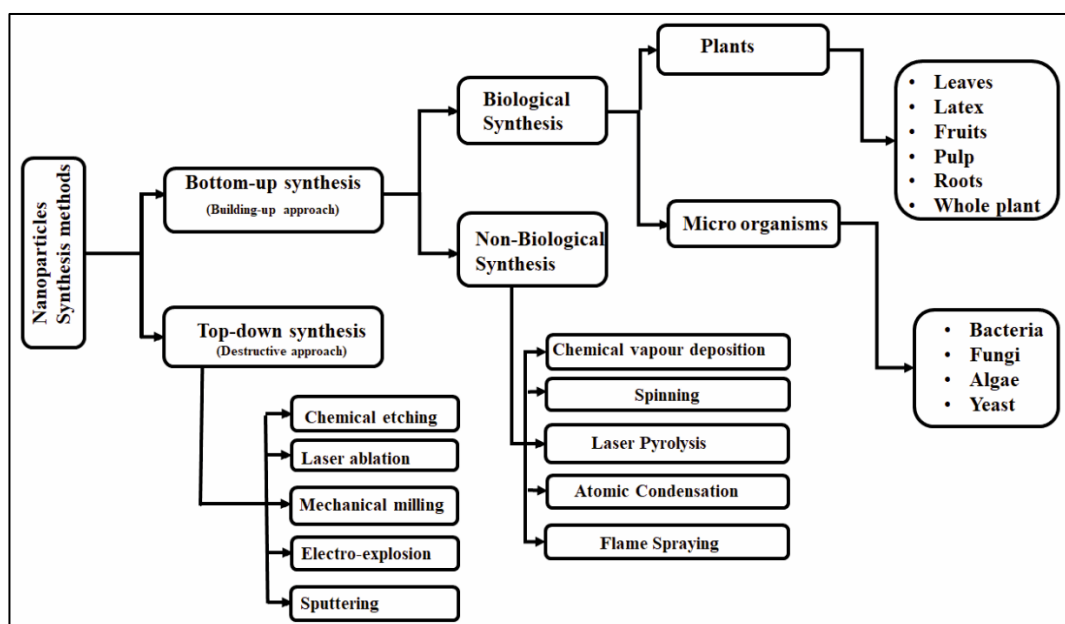 Nanoparticles
Synthesis methods
Bottom-up synthesis
(Building-up approach)
Top-down synthesis
(Destructive approach)
Chemical etching
Laser ablation
Mechanical milling
Electro-explosion
Sputtering
Biological
Synthesis
Non-Biological
Synthesis
Chemical vapour deposition
Spinning
Laser Pyrolysis
Atomic Condensation
Flame Spraying
Plants
Micro organisms
• Leaves
• Latex
• Fruits
• Pulp
• Roots
• Whole plant
• Bacteria
• Fungi
• Algae
• Yeast